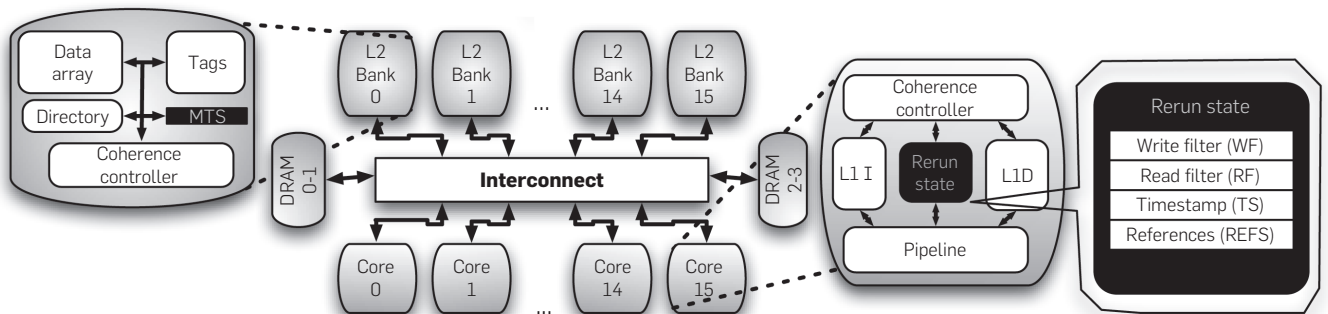 Data
array
Tags
Directory
MTS
Coherence
controller
L2
Bank
0
L2
Bank
1
...
L2
Bank
14
L2
Bank
15
DRAM
0-1
Interconnect
DRAM
2-3
Core
0
Core
1
...
Core
14
Core
15
Coherence
controller
L1 I
Rerun
state
L1D
Pipeline
Rerun state
Write filter (WF)
Read filter (RF)
Timestamp (TS)
References (REFS)